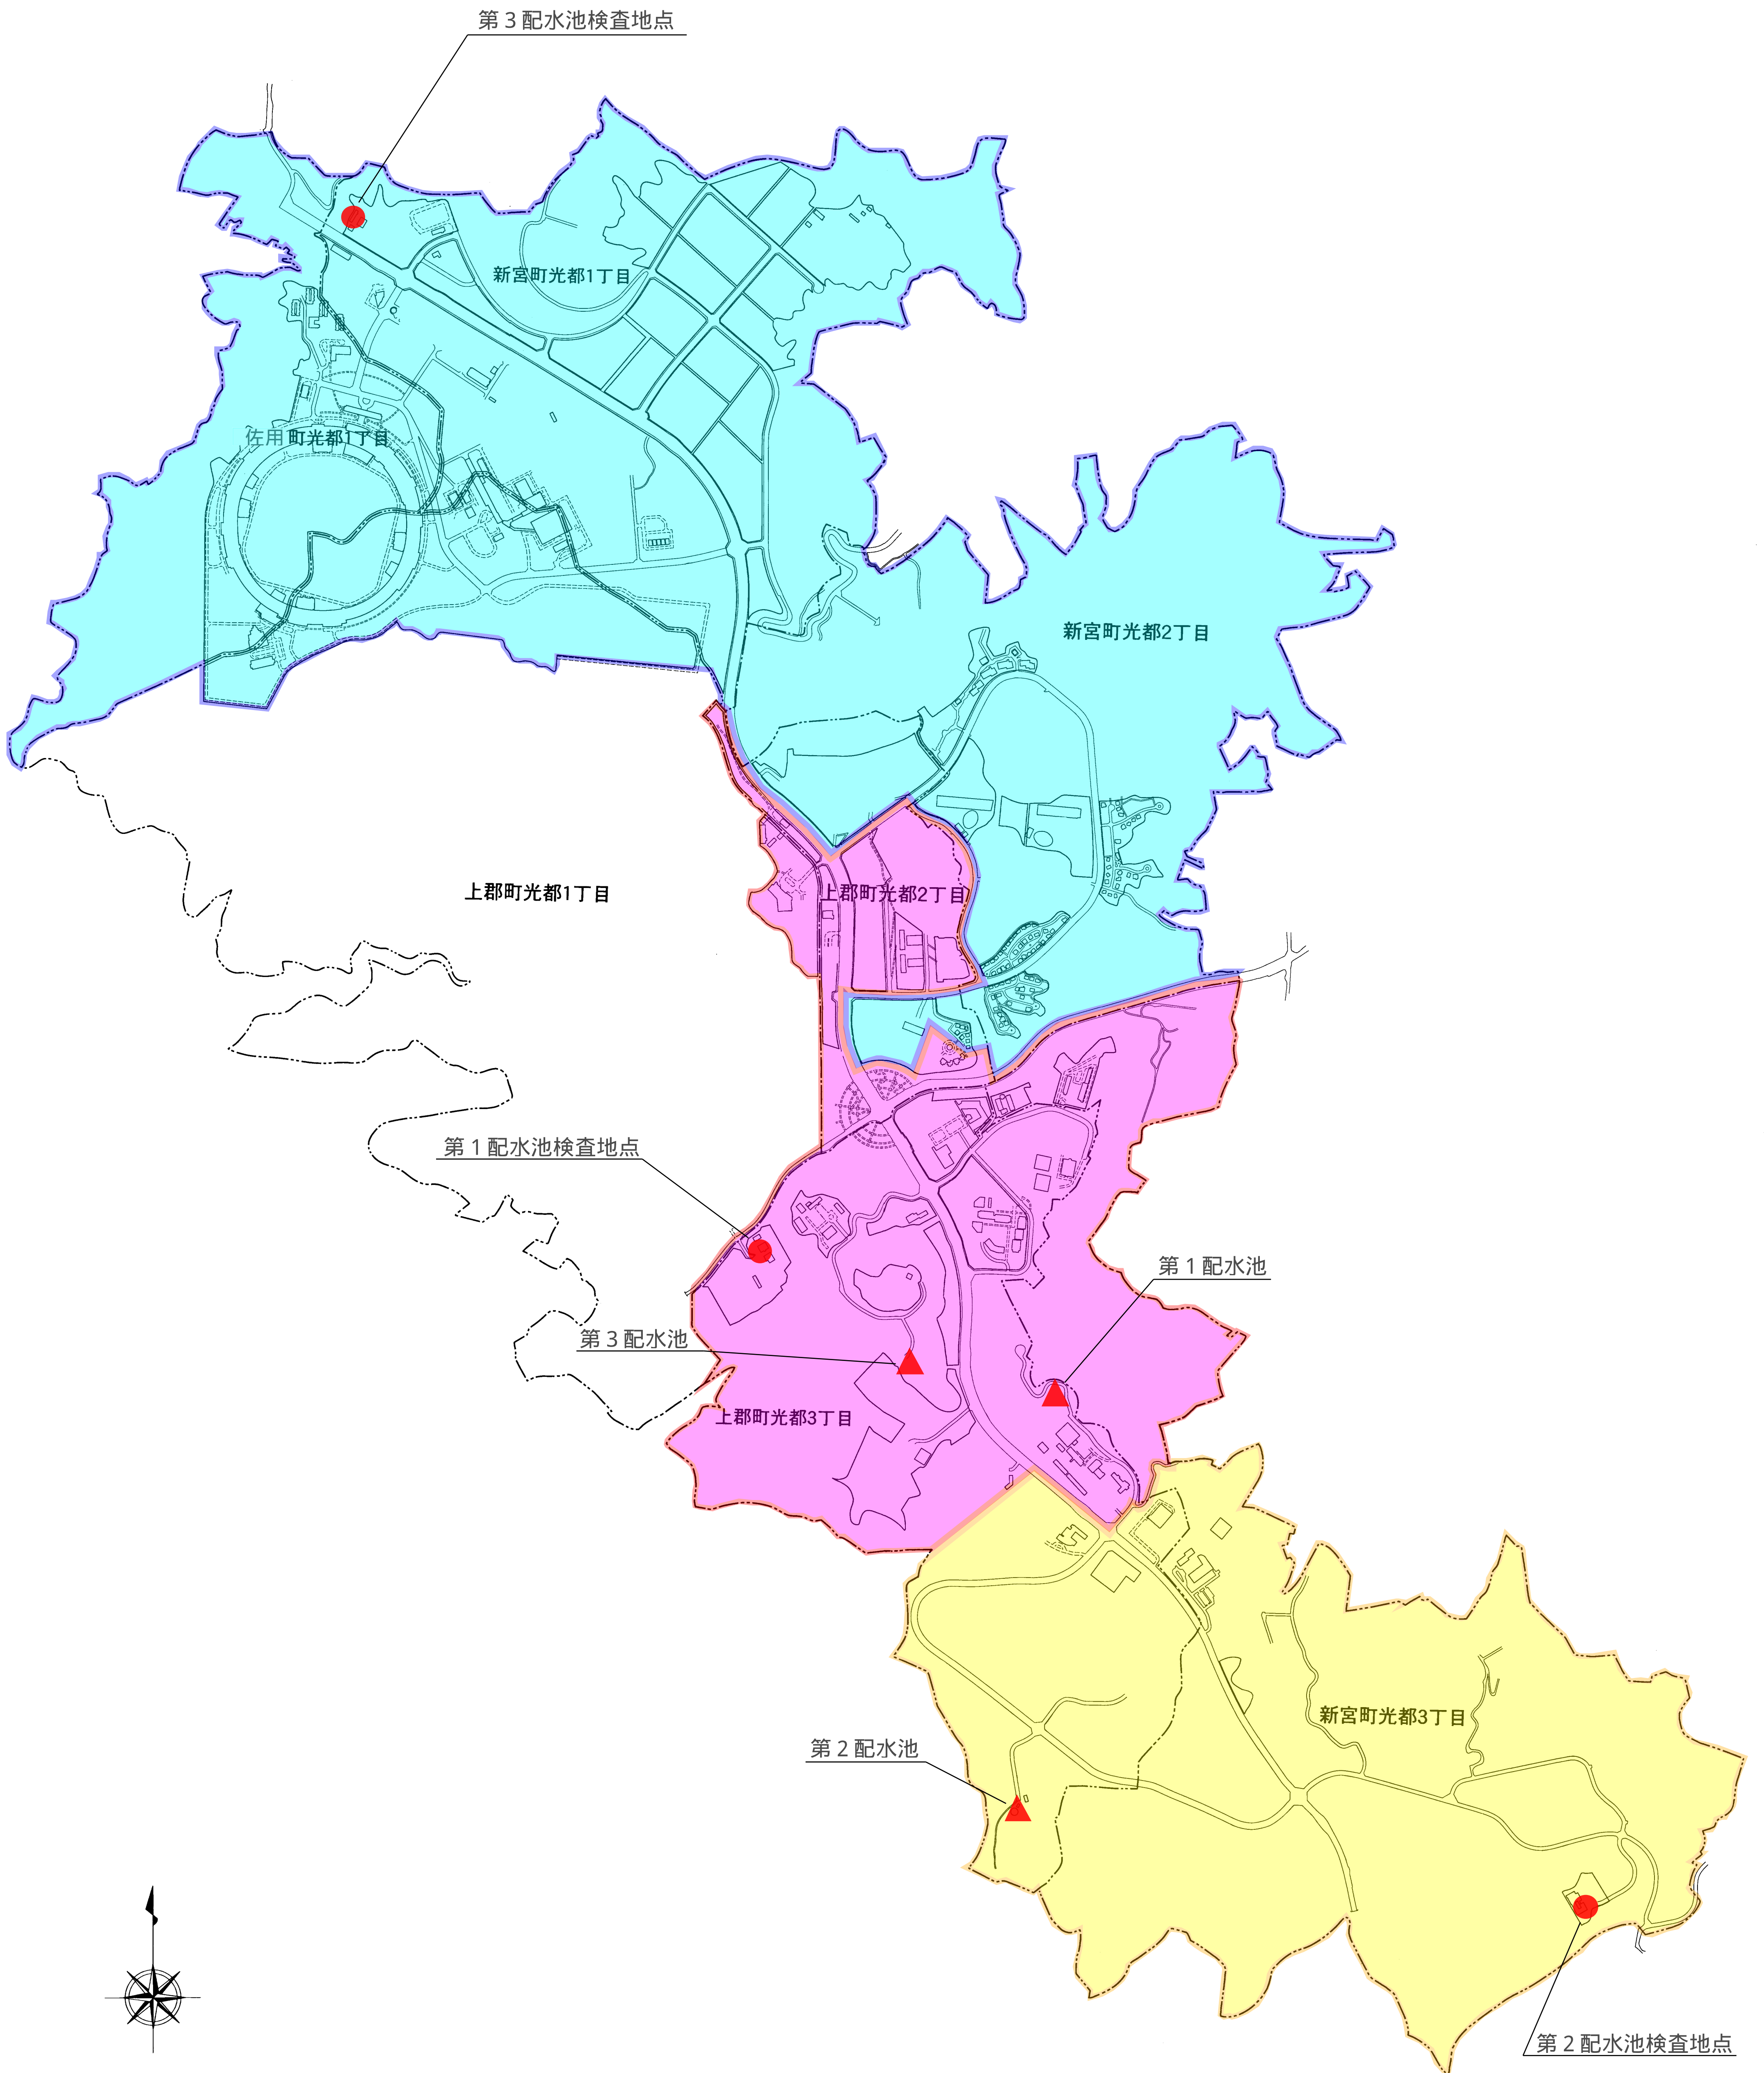 第3配水池検査地点
新宮町光都1丁目
佐用町光都1丁目
新宮町光都2丁目
上郡町光都1丁目
上郡町光都2丁目
第1配水池検査地点
第1配水池
第3配水池
上郡町光都3丁目
新宮町光都3丁目
第2配水池
第2配水池検査地点